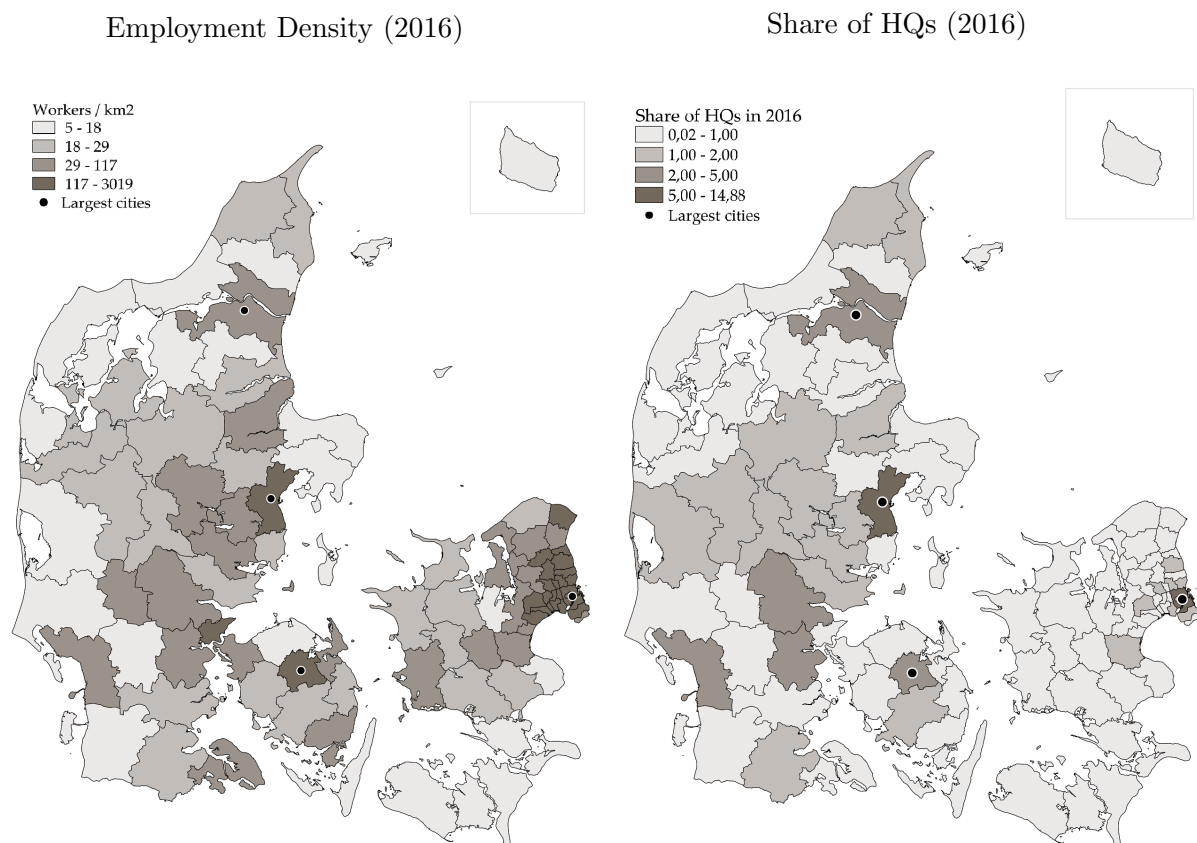 Employment Density (2016)
Workers / km2
5 - 18
18 - 29
29 - 117
117 - 3019
Largest cities
Share of HQs (2016)
Share of HQs in 2016
0,02 - 1,00
1,00 - 2,00
2,00 - 5,00
5,00 - 14,88
Largest cities